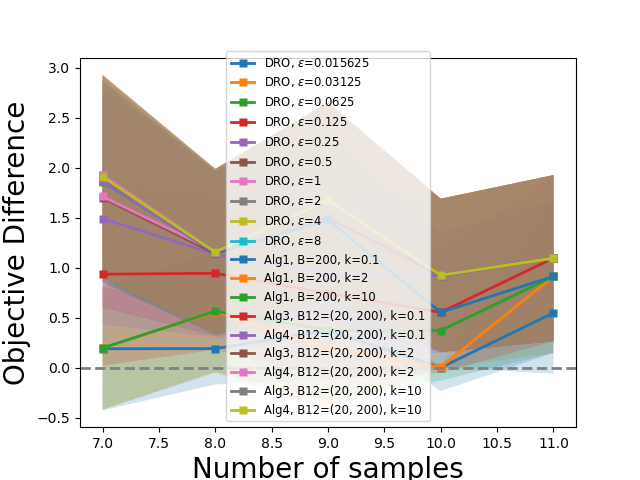 3.0
2.5
2.0
1.5
1.0
0.5
0.0
−0.5
Objective Difference
DRO, ε=0.015625
DRO, ε=0.03125
DRO, ε=0.0625
DRO, ε=0.125
DRO, ε=0.25
DRO, ε=0.5
DRO, ε=1
DRO, ε=2
DRO, ε=4
DRO, ε=8
Alg1, B=200, k=0.1
Alg1, B=200, k=2
Alg1, B=200, k=10
Alg3, B12=(20, 200), k=0.1
Alg4, B12=(20, 200), k=0.1
Alg3, B12=(20, 200), k=2
Alg4, B12=(20, 200), k=2
Alg3, B12=(20, 200), k=10
Alg4, B12=(20, 200), k=10
7.0 7.5 8.0 8.5 9.0 9.5 10.0 10.5 11.0
Number of samples